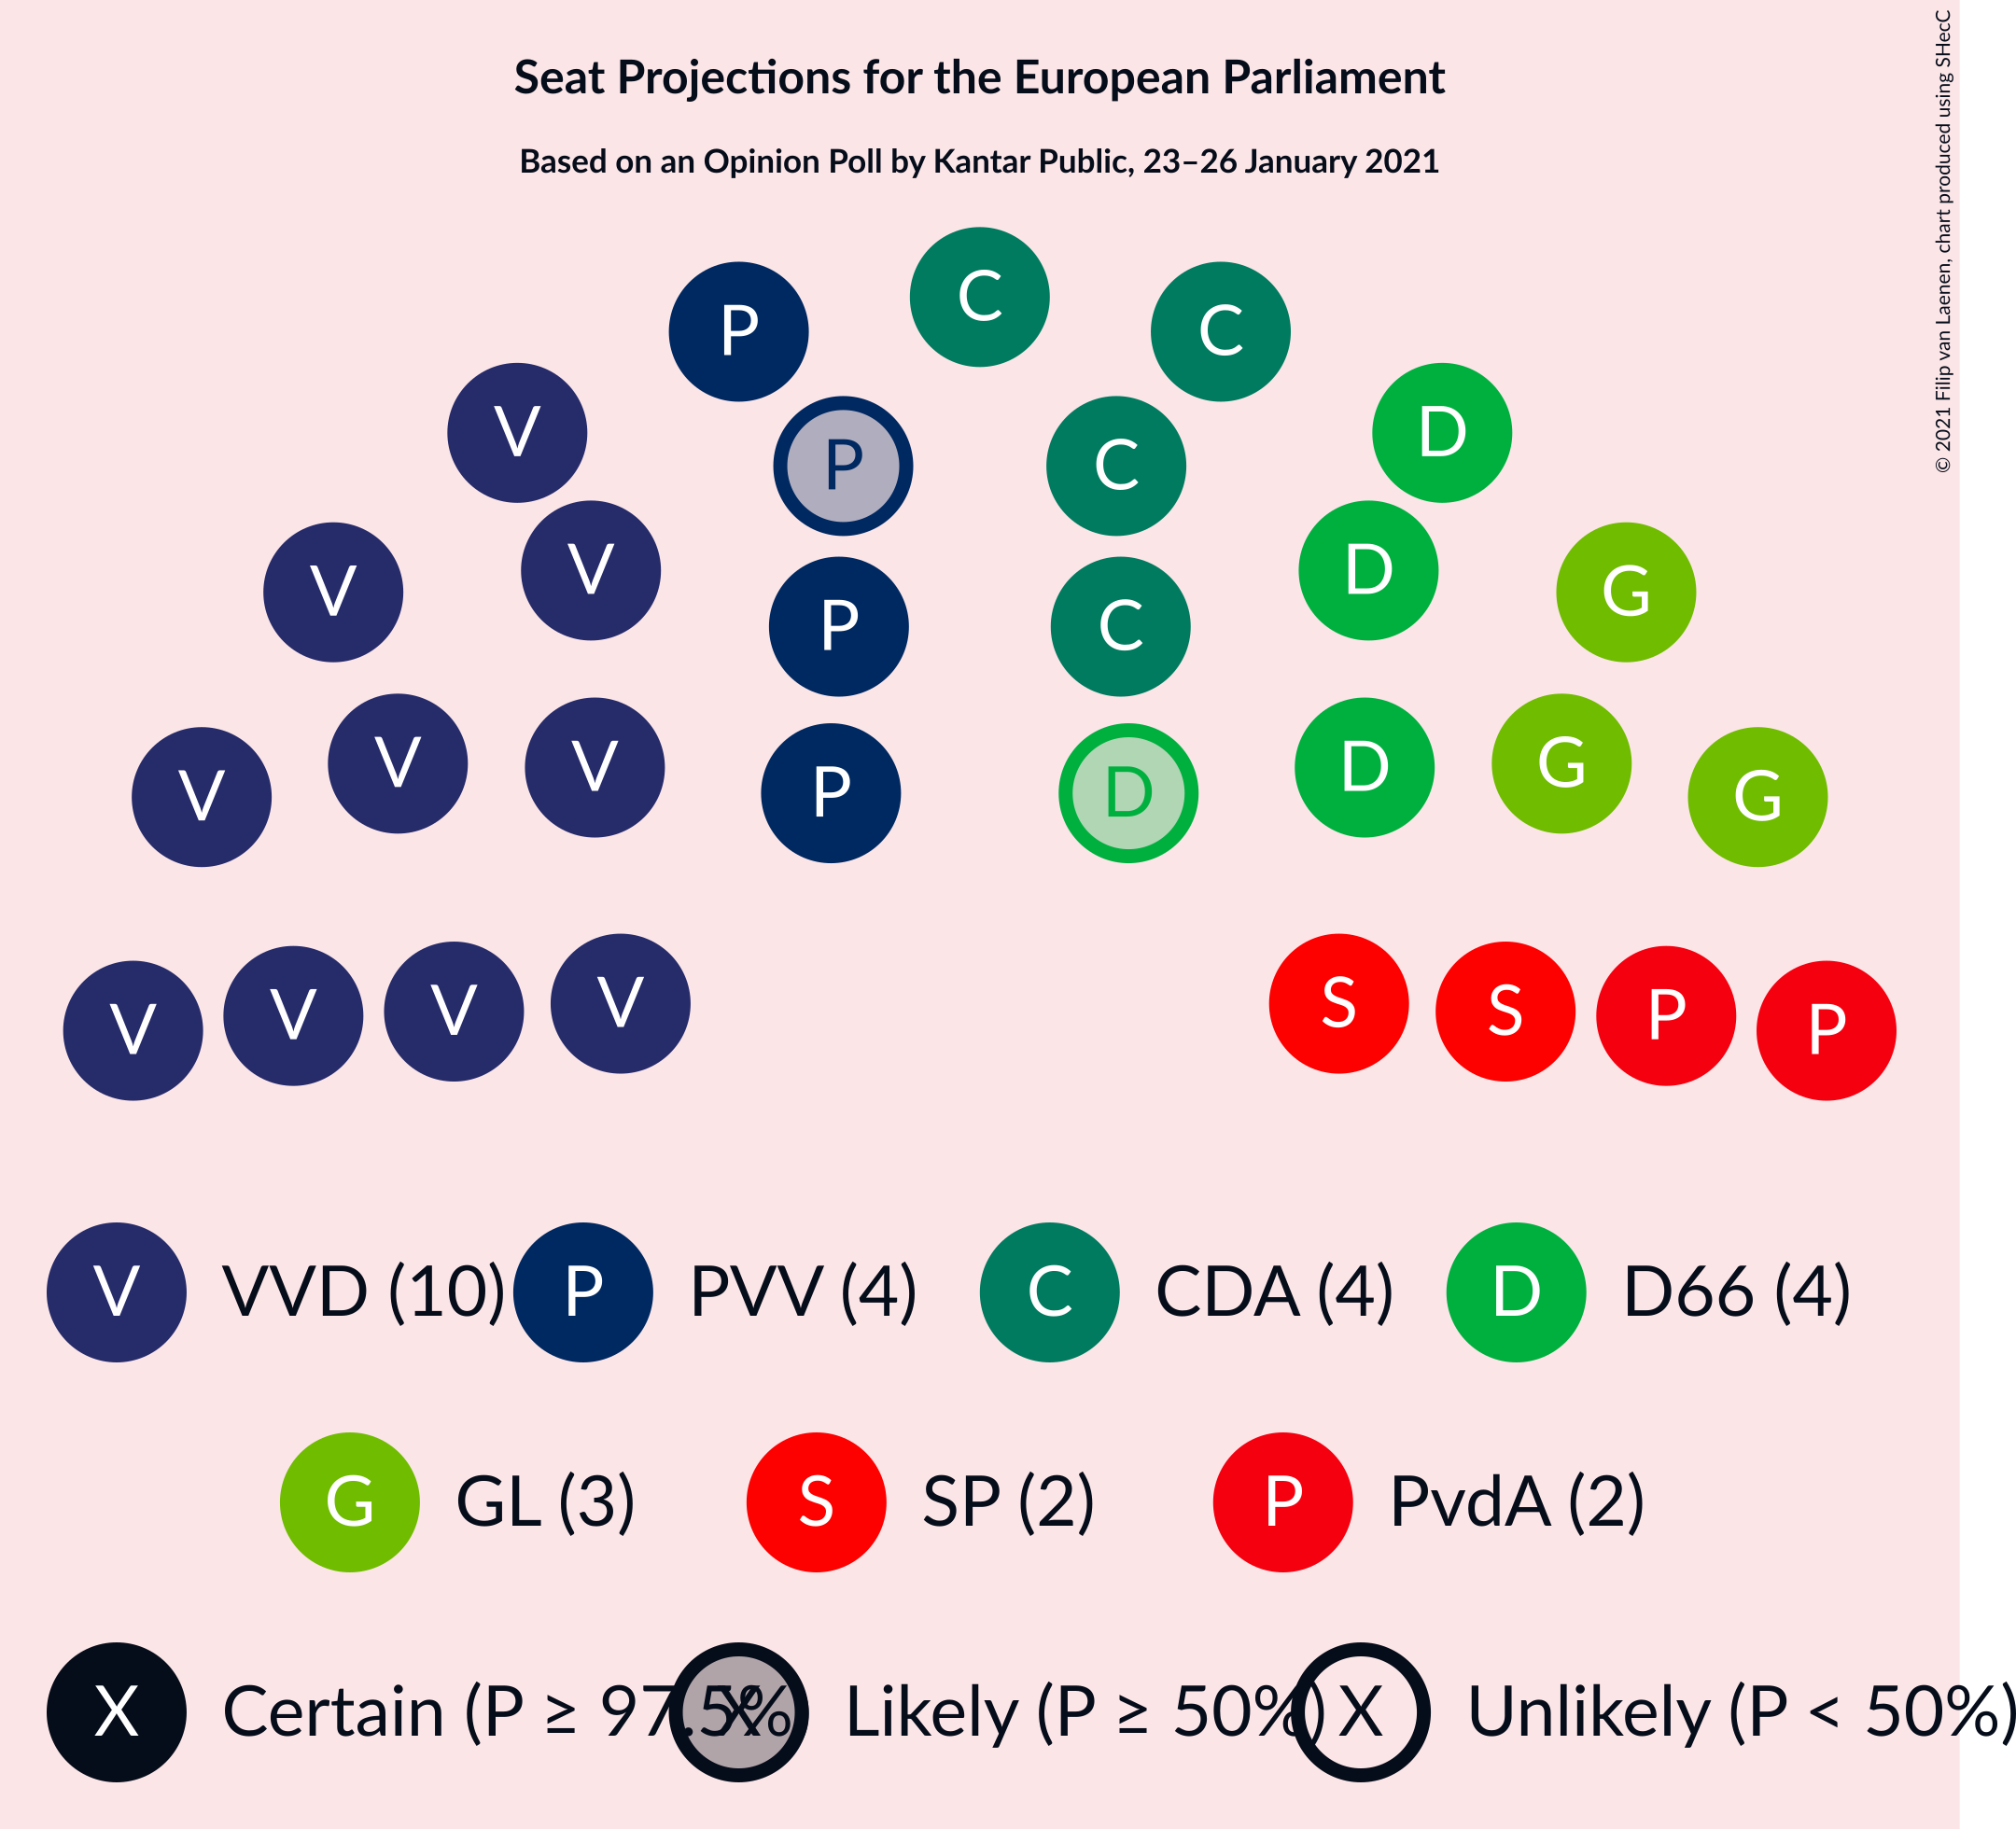 Seat Projections for the European Parliament
Based on an Opinion Poll by Kantar Public, 23–26 January 2021
© 2021 Filip van Laenen, chart produced using SHecC
C
P C
V D
P C
V D
V G
P C
V V D G
V P D G
V S
V V V S P P
V VVD (10) P PVV (4) C CDA (4) D D66 (4)
G GL (3) S SP (2) P PvdA (2)
X Certain (P ≥ 97.5% X Likely (P ≥ 50%) X Unlikely (P < 50%)